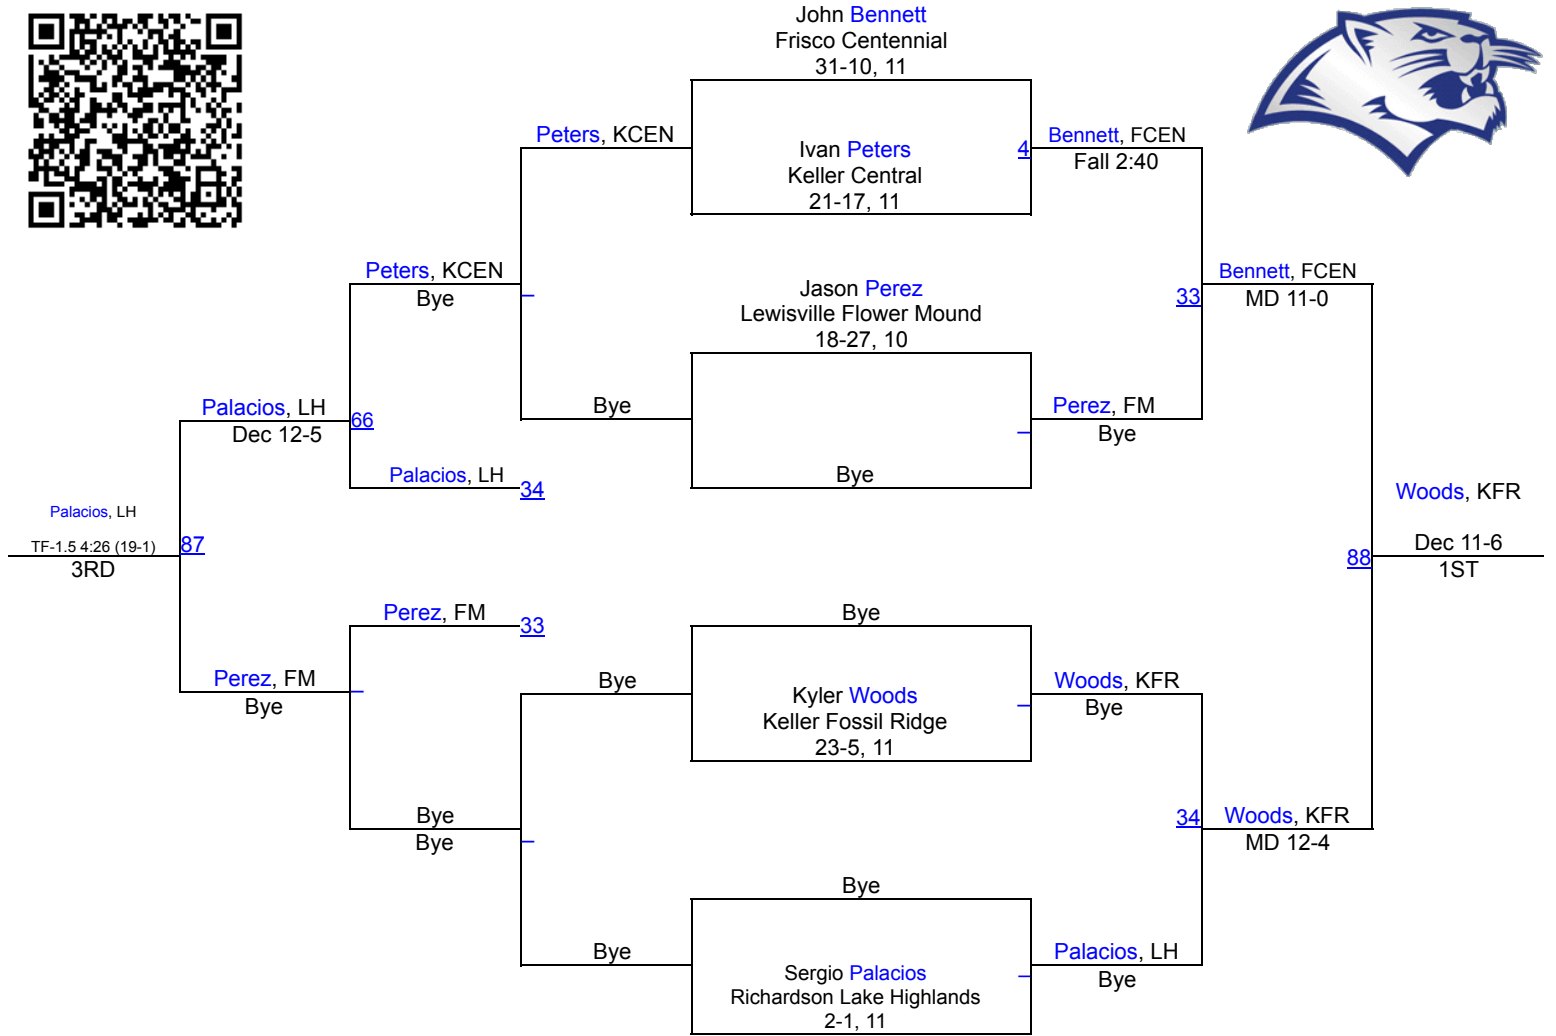 John Bennett
Frisco Centennial
31-10, 11
Peters, KCEN
Ivan Peters
Keller Central
21-17, 11
4
Bennett, FCEN
Fall 2:40
Peters, KCEN
Bye
Jason Perez
Lewisville Flower Mound
18-27, 10
33
Bennett, FCEN
MD 11-0
Palacios, LH
Dec 12-5
66
Bye
Perez, FM
Bye
Palacios, LH
34
Bye
Woods, KFR
Palacios, LH
TF-1.5 4:26 (19-1)
3RD
87
88
Dec 11-6
1ST
Perez, FM
33
Bye
Perez, FM
Bye
Bye
Kyler Woods
Keller Fossil Ridge
23-5, 11
Woods, KFR
Bye
Bye
Bye
34
Woods, KFR
MD 12-4
Bye
Bye
Sergio Palacios
Richardson Lake Highlands
2-1, 11
Palacios, LH
Bye